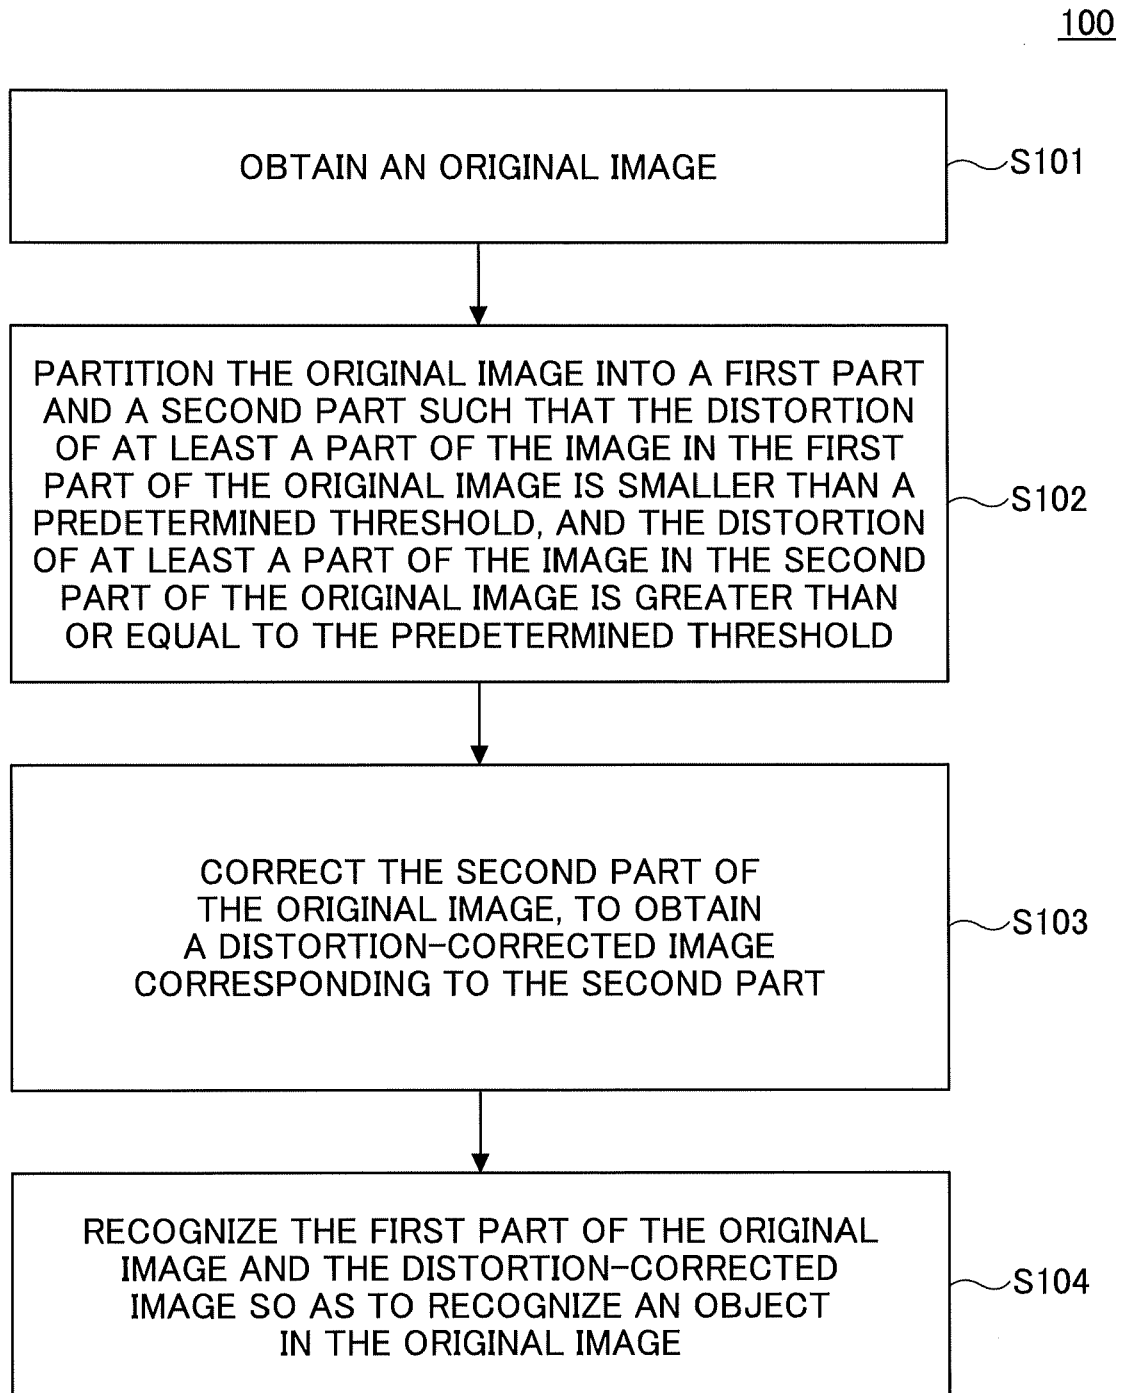 100
OBTAIN AN ORIGINAL IMAGE
S101
PARTITION THE ORIGINAL IMAGE INTO A FIRST PART
AND A SECOND PART SUCH THAT THE DISTORTION
OF AT LEAST A PART OF THE IMAGE IN THE FIRST
PART OF THE ORIGINAL IMAGE IS SMALLER THAN A
PREDETERMINED THRESHOLD, AND THE DISTORTION
OF AT LEAST A PART OF THE IMAGE IN THE SECOND
PART OF THE ORIGINAL IMAGE IS GREATER THAN
OR EQUAL TO THE PREDETERMINED THRESHOLD
S102
CORRECT THE SECOND PART OF
THE ORIGINAL IMAGE, TO OBTAIN
A DISTORTION-CORRECTED IMAGE
CORRESPONDING TO THE SECOND PART
S103
RECOGNIZE THE FIRST PART OF THE ORIGINAL
IMAGE AND THE DISTORTION-CORRECTED
IMAGE SO AS TO RECOGNIZE AN OBJECT
IN THE ORIGINAL IMAGE
S104